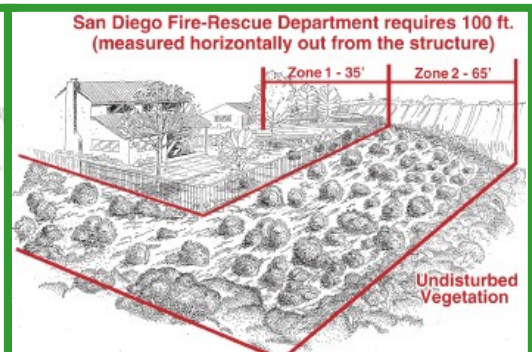 San Diego Fire-Rescue Department requires 100 ft.
(measured horizontally out from the structure)
Zone 1 - 35' Zone 2 - 65'
Undisturbed
Vegetation